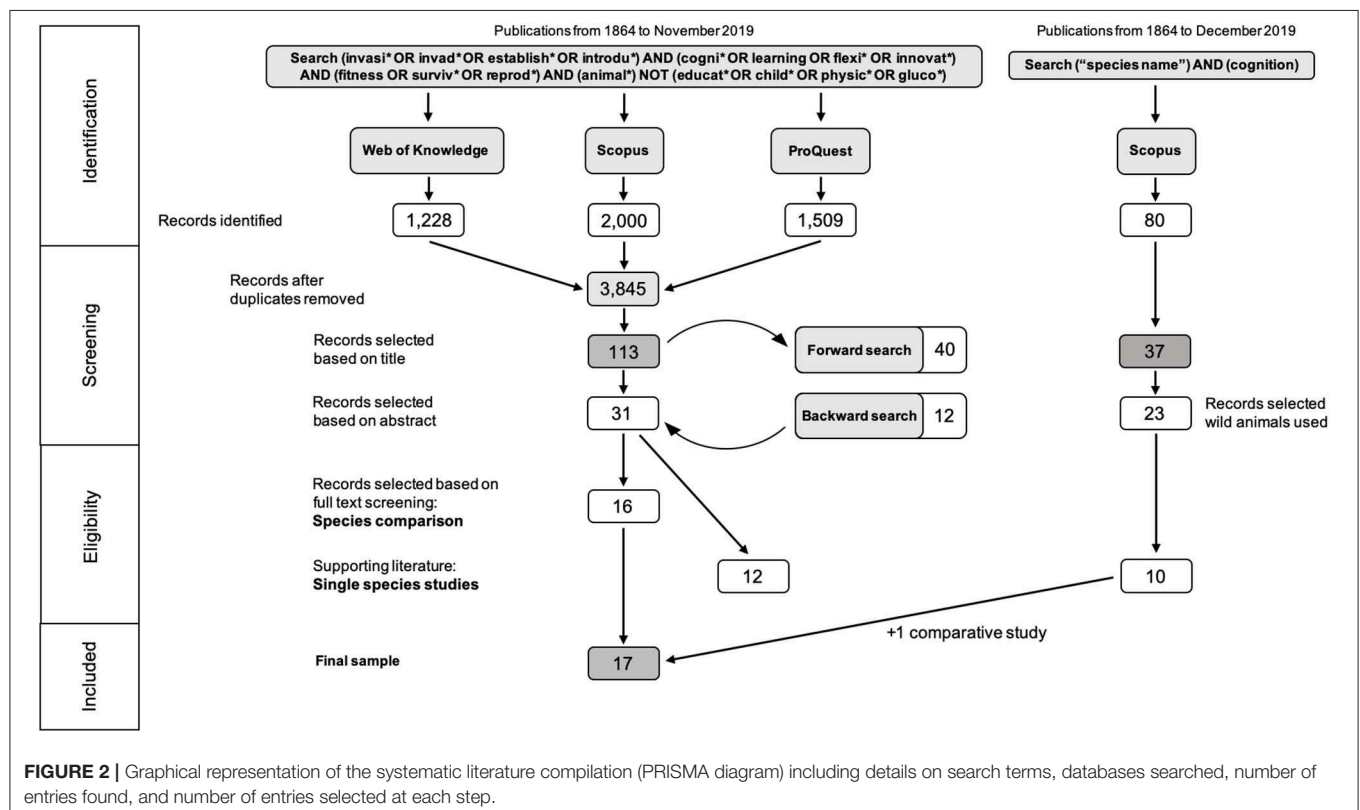 Publications from 1864 to November 2019
Search (invasi* OR invad* OR establish* OR introdu*) AND (cogni* OR learning OR flexi* OR innovat*)
AND (fitness OR surviv* OR reprod*) AND (animal*) NOT (educat* OR child* OR physic* OR gluco*)
Publications from 1864 to December 2019
Search (“species name”) AND (cognition)
Identification
Web of Knowledge
Scopus
ProQuest
Scopus
Records identified
1,228
2,000
1,509
80
Screening
Records after
duplicates removed
3,845
Records selected
based on title
113
Forward search
40
37
Records selected
based on abstract
31
Backward search
12
23
Records selected
wild animals used
Eligibility
Records selected based on
full text screening:
Species comparison
16
Supporting literature:
Single species studies
12
10
+1 comparative study
Included
Final sample
17
FIGURE 2 | Graphical representation of the systematic literature compilation (PRISMA diagram) including details on search terms, databases searched, number of
entries found, and number of entries selected at each step.